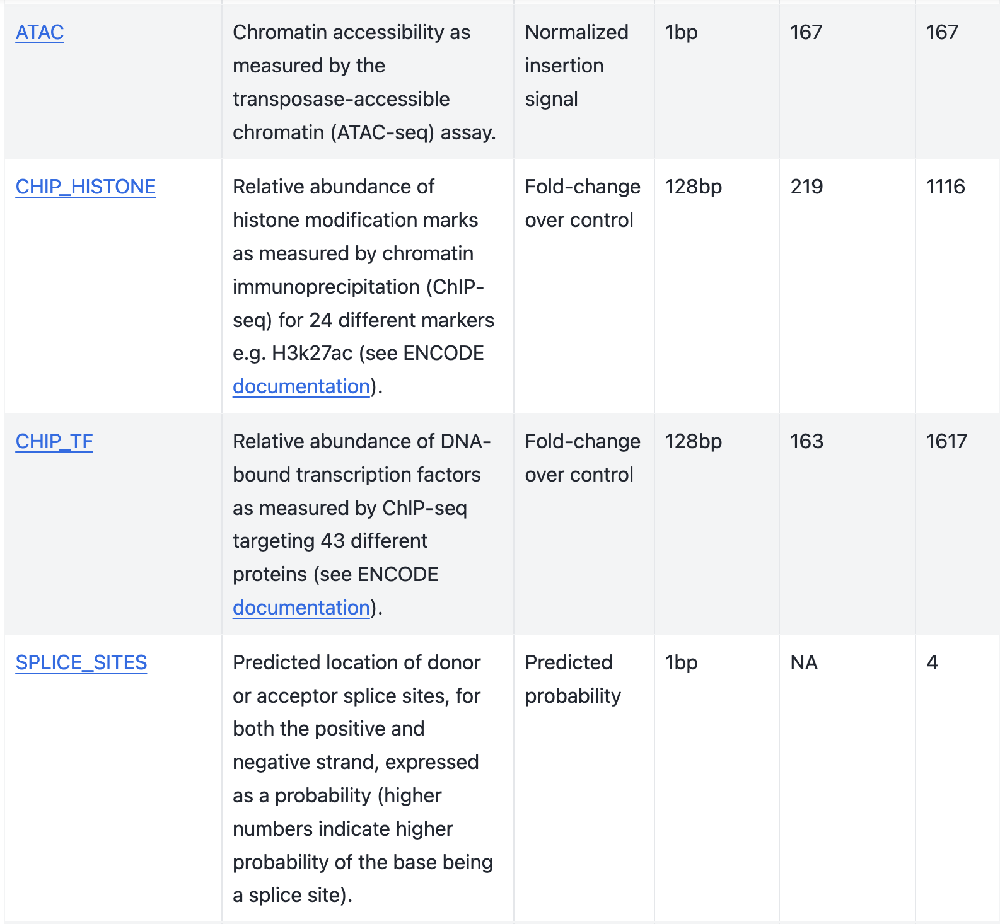 ATAC
Chromatin accessibility as
measured by the
transposase-accessible
chromatin (ATAC-seq) assay.
Normalized
insertion
signal
1bp
167
167
CHIP_HISTONE
Relative abundance of
histone modification marks
as measured by chromatin
immunoprecipitation (ChIP-
seq) for 24 different markers
e.g. H3k27ac (see ENCODE
documentation).
Fold-change
over control
128bp
219
1116
CHIP_TF
Relative abundance of DNA-
bound transcription factors
as measured by ChIP-seq
targeting 43 different
proteins (see ENCODE
documentation).
Fold-change
over control
128bp
163
1617
SPLICE_SITES
Predicted location of donor
or acceptor splice sites, for
both the positive and
negative strand, expressed
as a probability (higher
numbers indicate higher
probability of the base being
a splice site).
Predicted
probability
1bp
NA
4